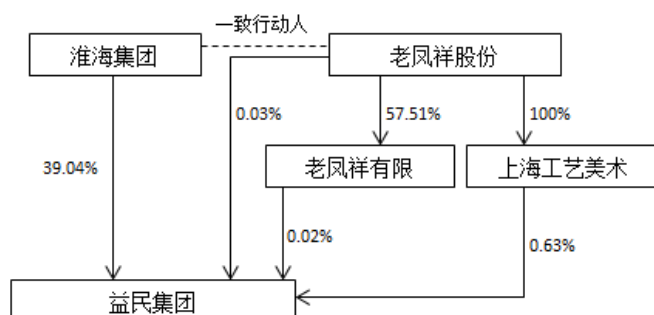 一致行动人
淮海集团
老凤祥股份
0.03%
57.51%
100%
39.04%
老凤祥有限
上海工艺美术
0.02%
0.63%
益民集团